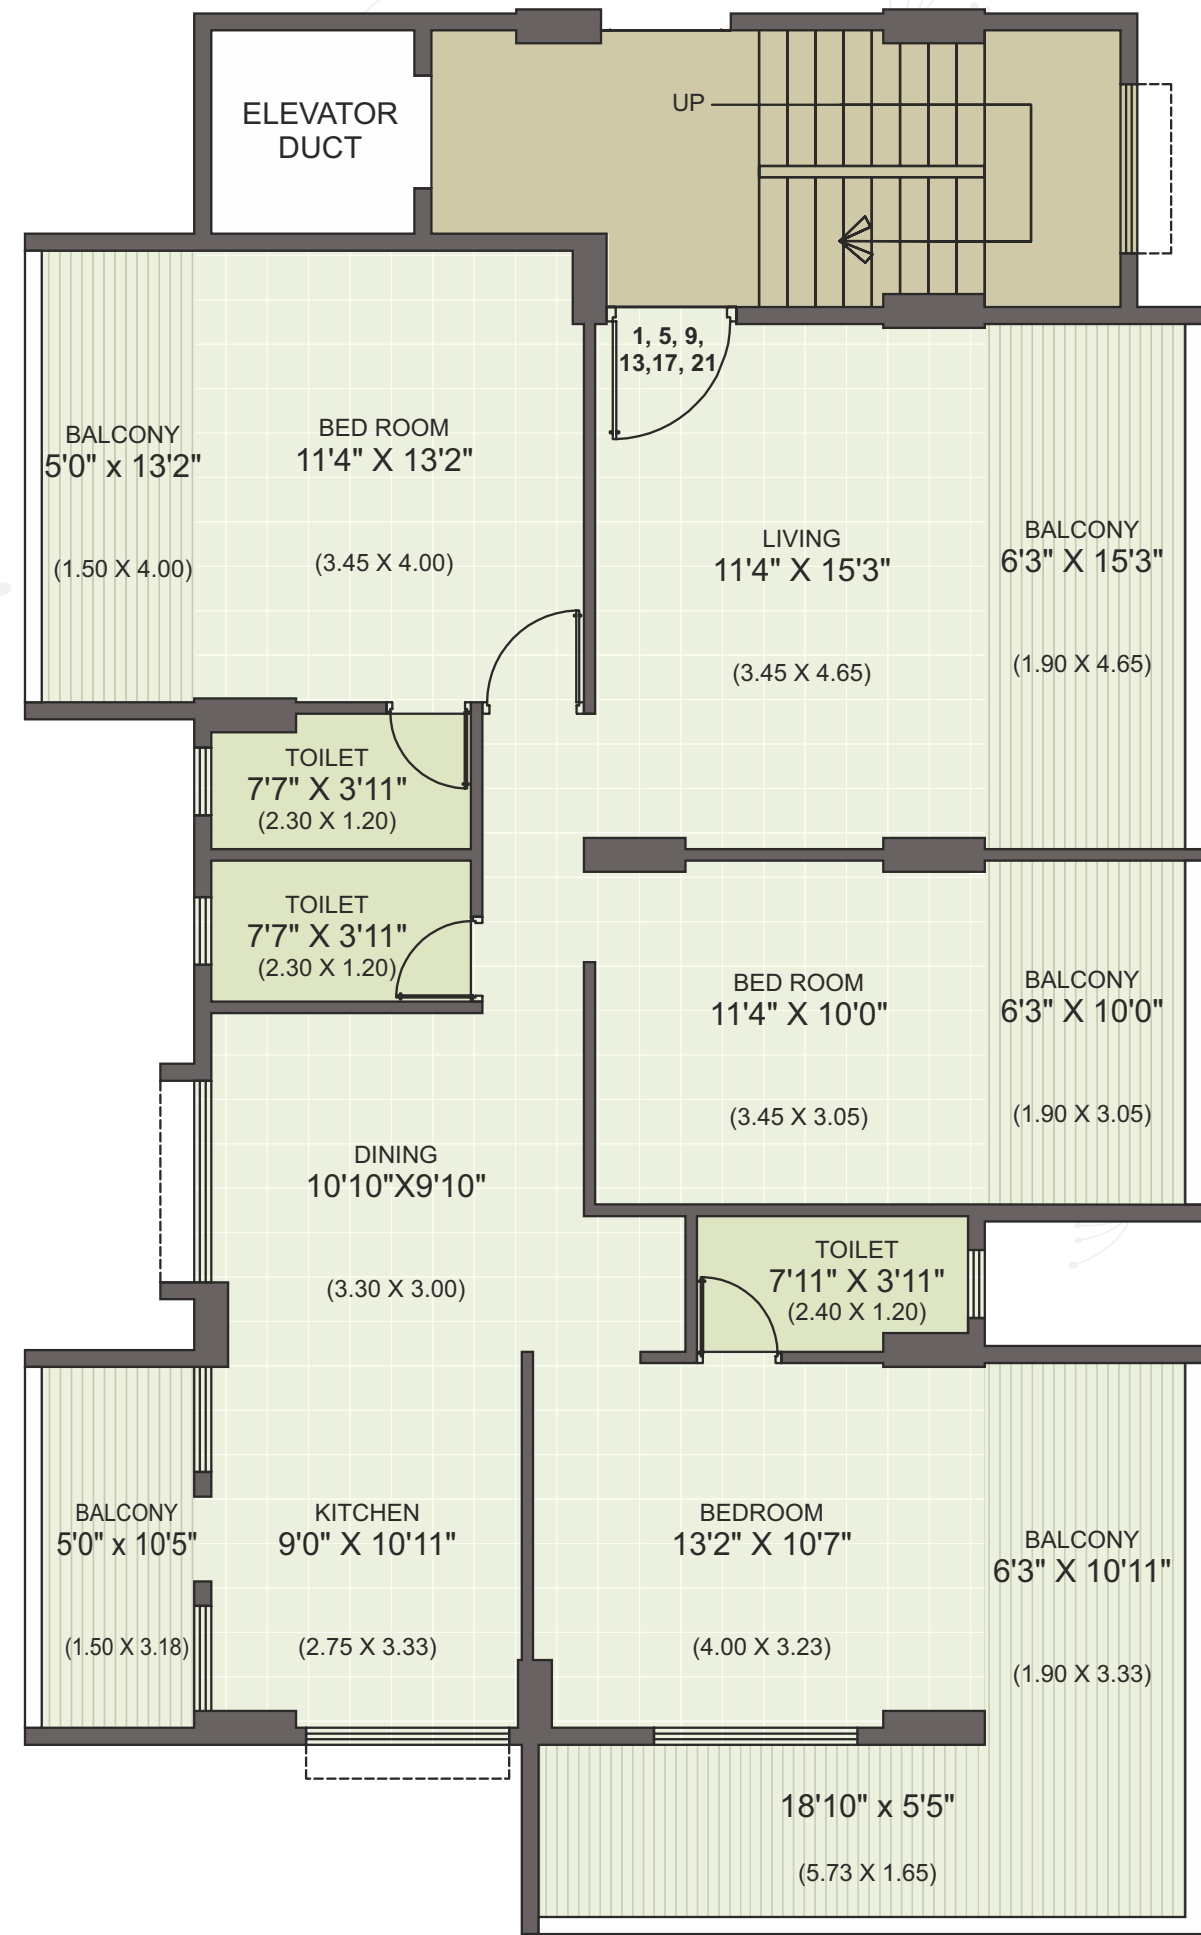 ELEVATOR
DUCT
UP
1, 5, 9,
13,17, 21
BALCONY
5'0" x 13'2"
(1.50 X 4.00)
BED ROOM
11'4" X 13'2"
(3.45 X 4.00)
LIVING
11'4" X 15'3"
(3.45 X 4.65)
BALCONY
6'3" X 15'3"
(1.90 X 4.65)
TOILET
7'7" X 3'11"
(2.30 X 1.20)
TOILET
7'7" X 3'11"
(2.30 X 1.20)
BED ROOM
11'4" X 10'0"
(3.45 X 3.05)
BALCONY
6'3" X 10'0"
(1.90 X 3.05)
DINING
10'10"X9'10"
(3.30 X 3.00)
TOILET
7'11" X 3'11"
(2.40 X 1.20)
BALCONY
5'0" x 10'5"
(1.50 X 3.18)
KITCHEN
9'0" X 10'11"
(2.75 X 3.33)
BEDROOM
13'2" X 10'7"
(4.00 X 3.23)
BALCONY
6'3" X 10'11"
(1.90 X 3.33)
18'10" x 5'5"
(5.73 X 1.65)